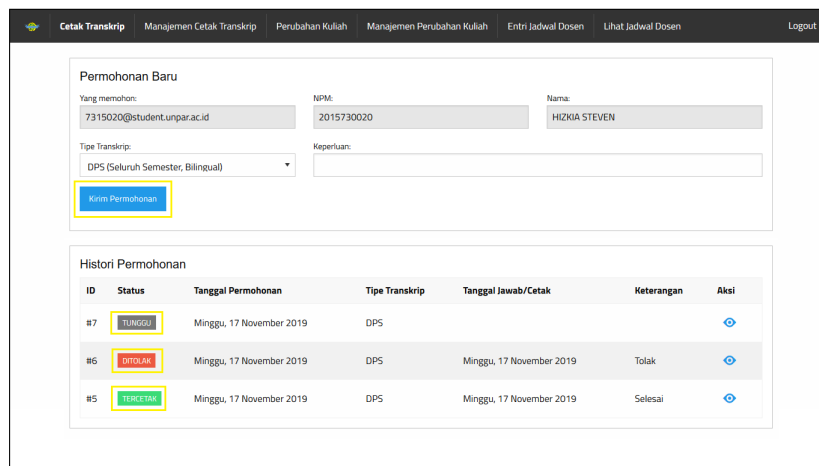 Cetak Transkrip Manajemen Cetak Transkrip Perubahan Kuliah Manajemen Perubahan Kuliah Entri Jadwal Dosen Lihat Jadwal Dosen Logout
Permohonan Baru
Yang memohon: NPM: Nama:
7315020@student.unpar.ac.id 2015730020 HIZKIA STEVEN
Tipe Transkrip: Keperluan:
DPS (Seluruh Semester, Bilingual)
Kirim Permohonan
Histori Permohonan
ID Status Tanggal Permohonan Tipe Transkrip Tanggal Jawab/Cetak Keterangan Aksi
#7 TUNGGU Minggu, 17 November 2019 DPS
#6 DITOLAK Minggu, 17 November 2019 DPS Minggu, 17 November 2019 Tolak
#5 TERCETAK Minggu, 17 November 2019 DPS Minggu, 17 November 2019 Selesai